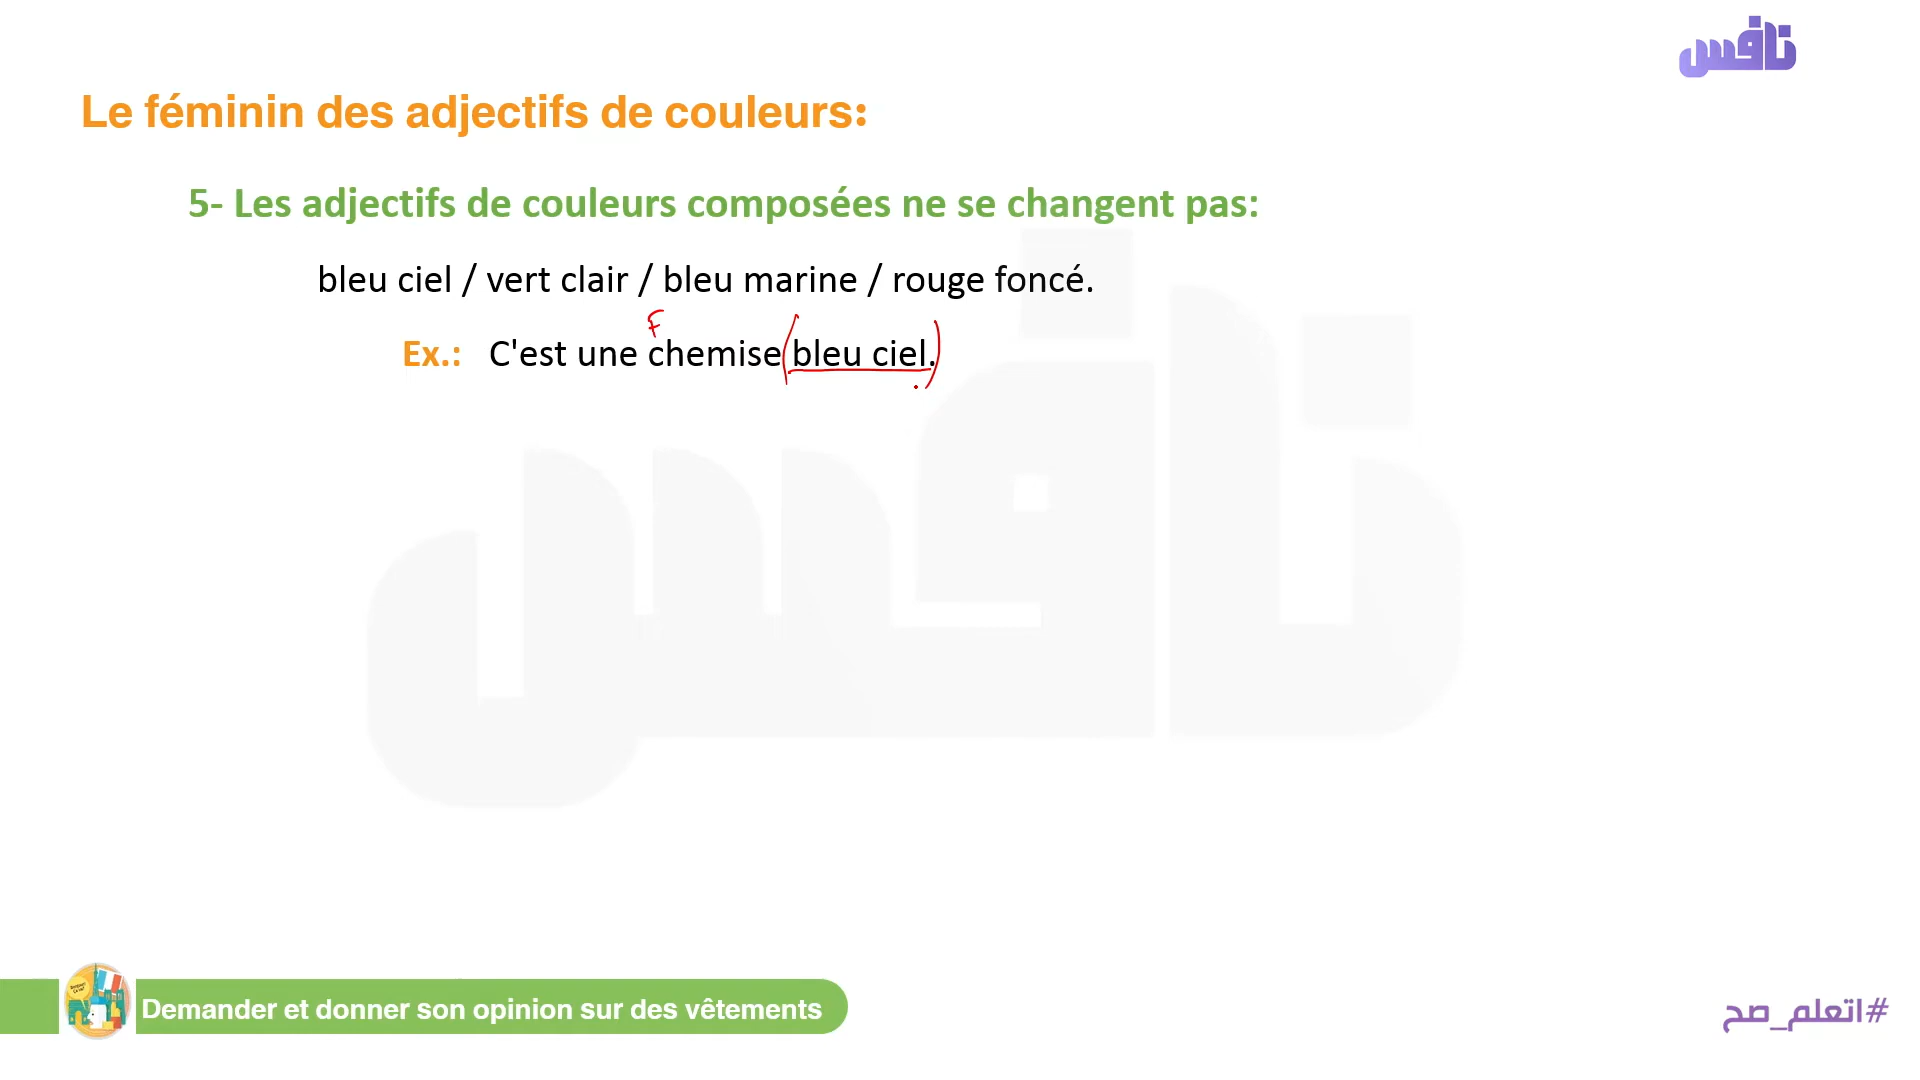 نافس
Le féminin des adjectifs de couleurs:
5- Les adjectifs de couleurs composées ne se changent pas:
bleu ciel / vert clair / bleu marine / rouge foncé.
F
Ex.: C'est une chemise (bleu ciel.)
Demander et donner son opinion sur des vêtements
#اتعلم_صح